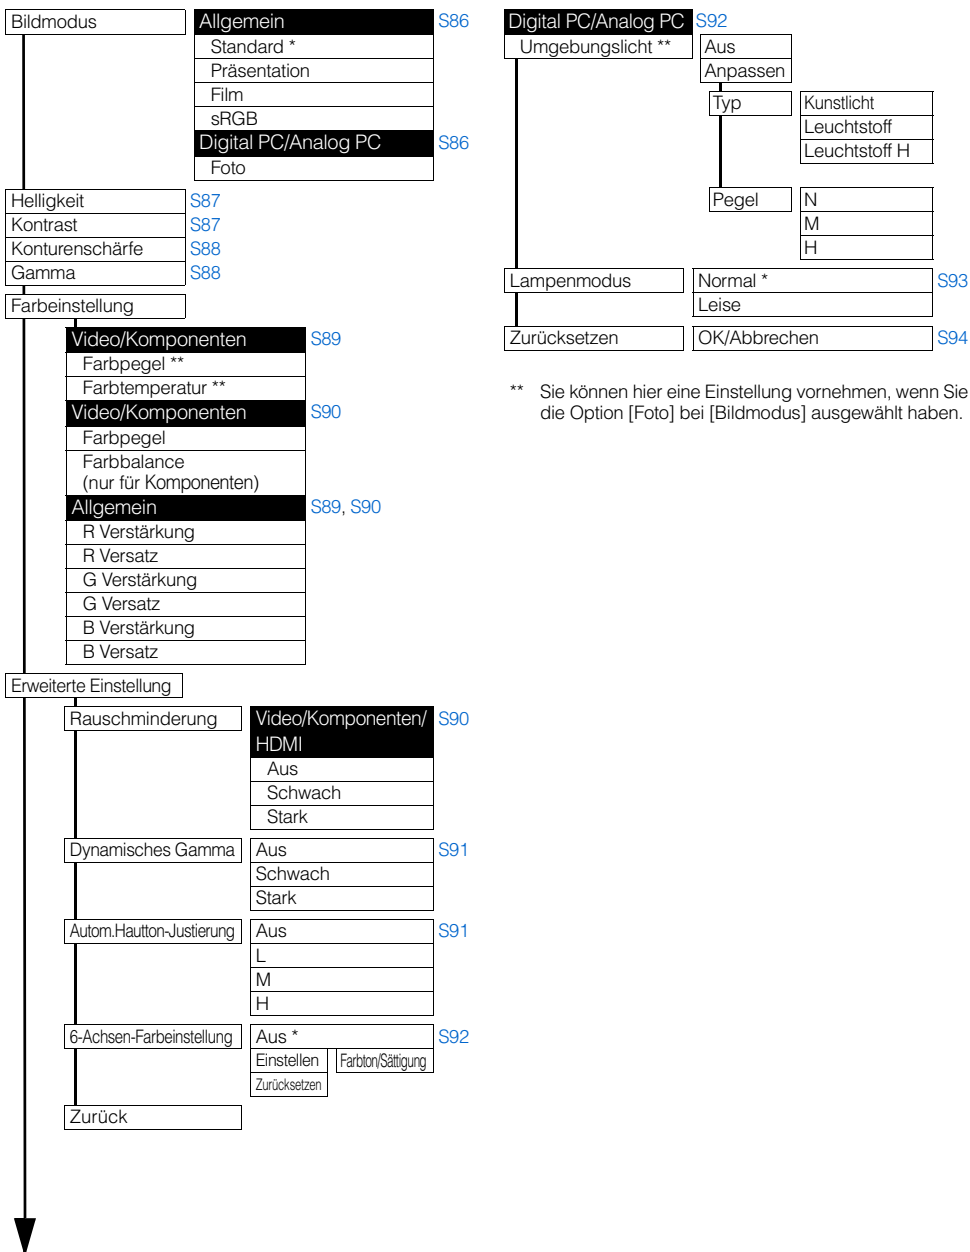 Bildmodus
Allgemein S86
Standard *
Präsentation
Film
sRGB
Digital PC/Analog PC S86
Foto
Helligkeit S87
Kontrast S87
Konturenschärfe S88
Gamma S88
Farbeinstellung
Video/Komponenten S89
Farbpegel **
Farbtemperatur **
Video/Komponenten S90
Farbpegel
Farbbalance
(nur für Komponenten)
Allgemein S89, S90
R Verstärkung
R Versatz
G Verstärkung
G Versatz
B Verstärkung
B Versatz
Erweiterte Einstellung
Rauschminderung
Video/Komponenten/ S90
HDMI
Aus
Schwach
Stark
Dynamisches Gamma
Aus S91
Schwach
Stark
Autom.Hautton-Justierung
Aus S91
L
M
H
6-Achsen-Farbeinstellung
Aus * S92
Einstellen Farbton/Sättigung
Zurücksetzen
Zurück
Digital PC/Analog PC S92
Umgebungslicht **
Aus
Anpassen
Typ
Kunstlicht
Leuchtstoff
Leuchtstoff H
Pegel
N
M
H
Lampenmodus
Normal * S93
Leise
Zurücksetzen
OK/Abbrechen S94
** Sie können hier eine Einstellung vornehmen, wenn Sie
die Option [Foto] bei [Bildmodus] ausgewählt haben.